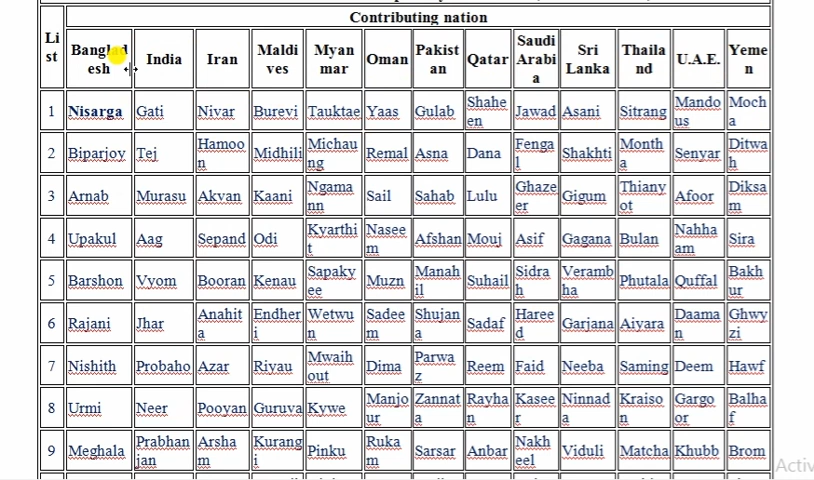 Contributing nation
List Bangladesh India Iran Maldives Myanmar Oman Pakistan Qatar Saudi Arabia Sri Lanka Thailand U.A.E. Yemen
1 Nisarga Gati Nivar Burevi Tauktae Yaas Gulab Shaheen Jawad Asani Sitrang Mandous Mocha
2 Biparjoy Tej Hamoon Midhili Michaung Remal Asna Dana Fengal Shakhti Montha Senyar Ditwah
3 Arnab Murasu Akvan Kaani Ngamann Sail Sahab Lulu Ghazeer Gigum Thianyot Afoor Diksam
4 Upakul Aag Sepand Odi Kyarthit Naseem Afshan Mouj Asif Gagana Bulan Nahhaam Sira
5 Barshon Vyom Booran Kenau Sapakyee Muzn Manahil Suhail Sidrah Verambha Phutala Quffal Bakhur
6 Rajani Jhar Anahita Endheri Wetwun Sadeem Shujana Sadaf Hareed Garjana Aiyara Daaman Ghwyzi
7 Nishith Probaho Azar Riyau Mwaihout Dima Parwaz Reem Faid Neeba Saming Deem Hawf
8 Urmi Neer Pooyan Guruva Kywe Manjour Zannata Rayhan Kaseer Ninnada Kraison Gargoor Balhaf
9 Meghala Prabhanjan Arsham Kurangi Pinku Rukam Sarsar Anbar Nakheel Viduli Matcha Khubb Brom
Activ